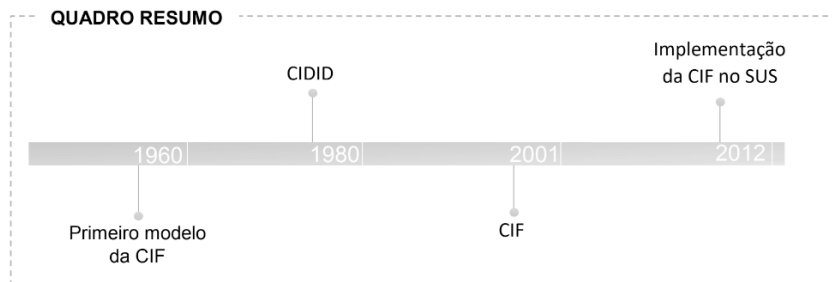 QUADRO RESUMO
Implementação
da CIF no SUS
CIDID
1960
1980
2001
2012
Primeiro modelo
da CIF
CIF